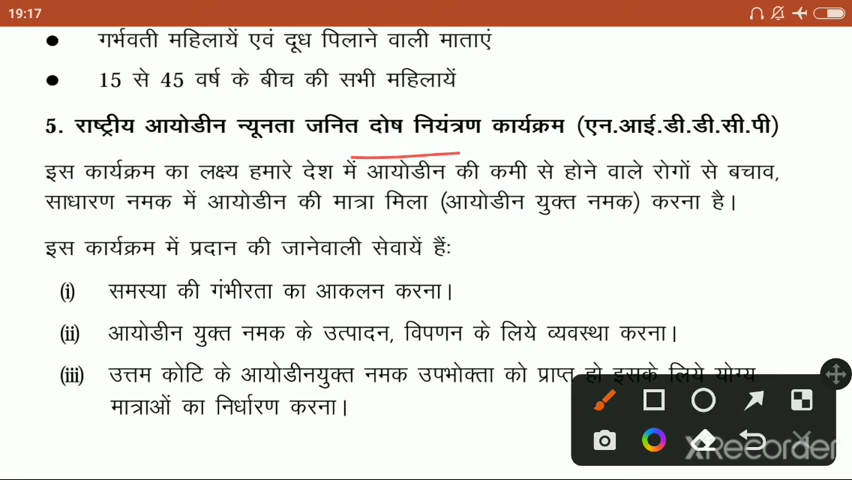 19:17
● गर्भवती महिलायें एवं दूध पिलाने वाली माताएं
● 15 से 45 वर्ष के बीच की सभी महिलायें
5. राष्ट्रीय आयोडीन न्यूनता जनित दोष नियंत्रण कार्यक्रम (एन.आई.डी.डी.सी.पी)
इस कार्यक्रम का लक्ष्य हमारे देश में आयोडीन की कमी से होने वाले रोगों से बचाव,
साधारण नमक में आयोडीन की मात्रा मिला (आयोडीन युक्त नमक) करना है।
इस कार्यक्रम में प्रदान की जानेवाली सेवायें हैं:
(i) समस्या की गंभीरता का आकलन करना।
(ii) आयोडीन युक्त नमक के उत्पादन, विपणन के लिये व्यवस्था करना।
(iii) उत्तम कोटि के आयोडीनयुक्त नमक उपभोक्ता को प्राप्त हो इसके लिये योग्य
मात्राओं का निर्धारण करना।
XRecorder